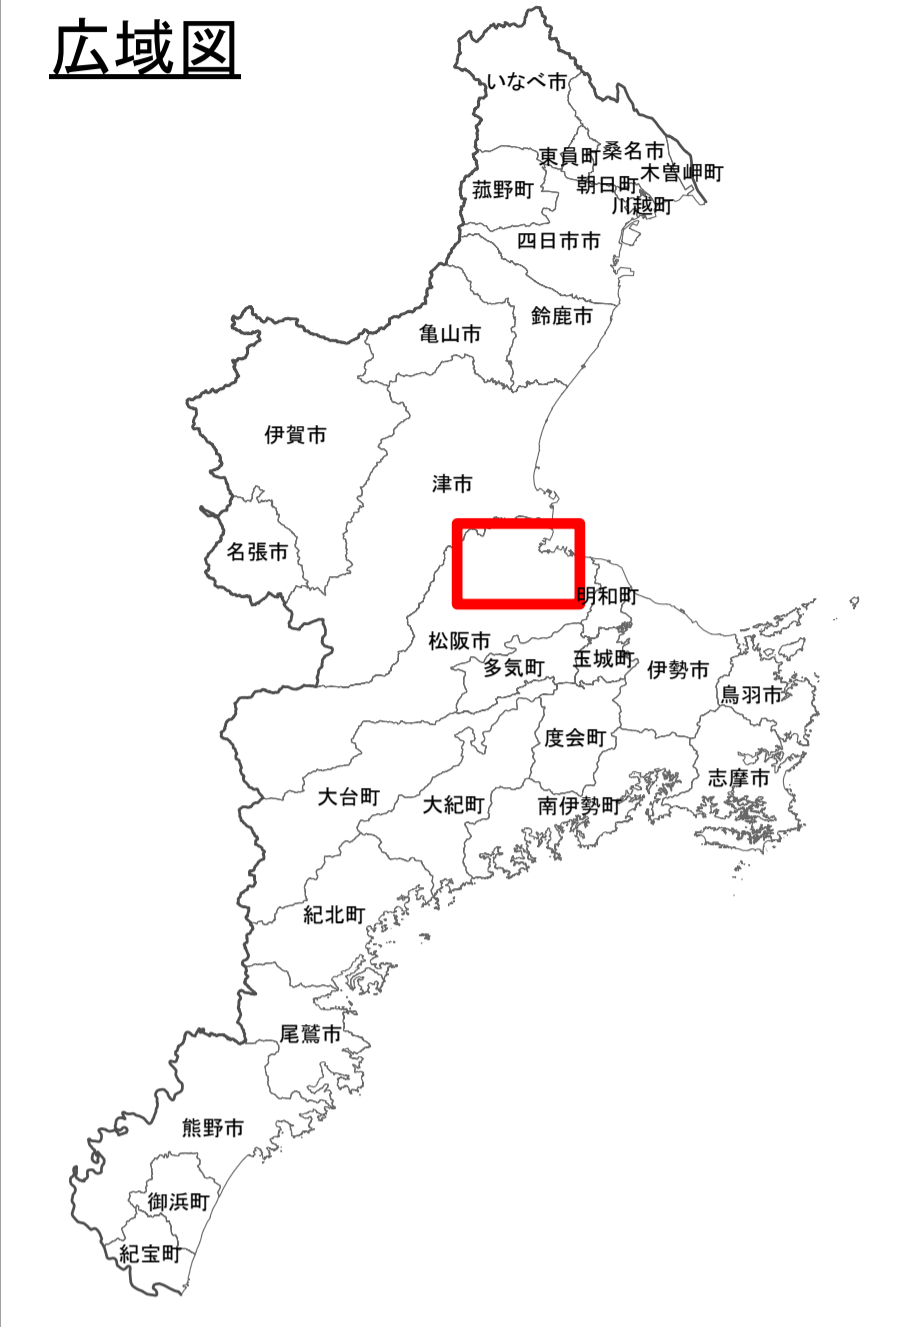 広域図
いなべ市
東員町
桑名市
木曽岬町
菰野町
朝日町
川越町
四日市市
鈴鹿市
亀山市
伊賀市
津市
名張市
明和町
松阪市
多気町
玉城町
伊勢市
鳥羽市
度会町
志摩市
大台町
大紀町
南伊勢町
紀北町
尾鷲市
熊野市
御浜町
紀宝町